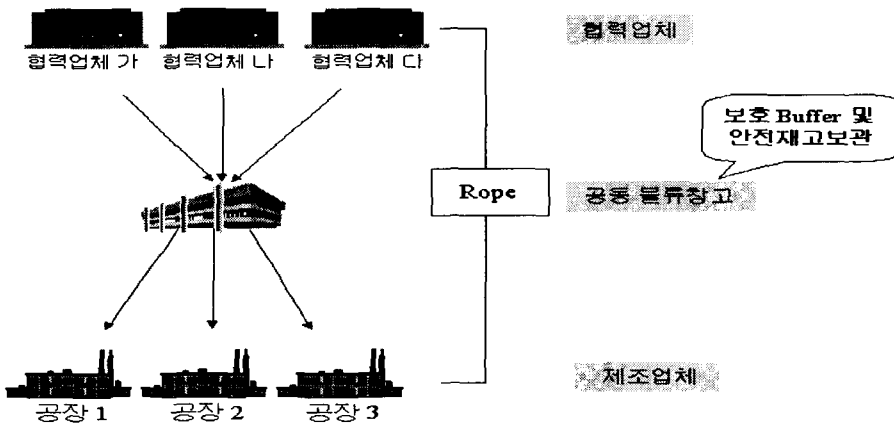 협력업체 가 협력업체 나 협력업체 다
협력업체
보호 Buffer 및
안전재고보관
Rope
공동 물류창고
제조업체
공장 1 공장 2 공장 3